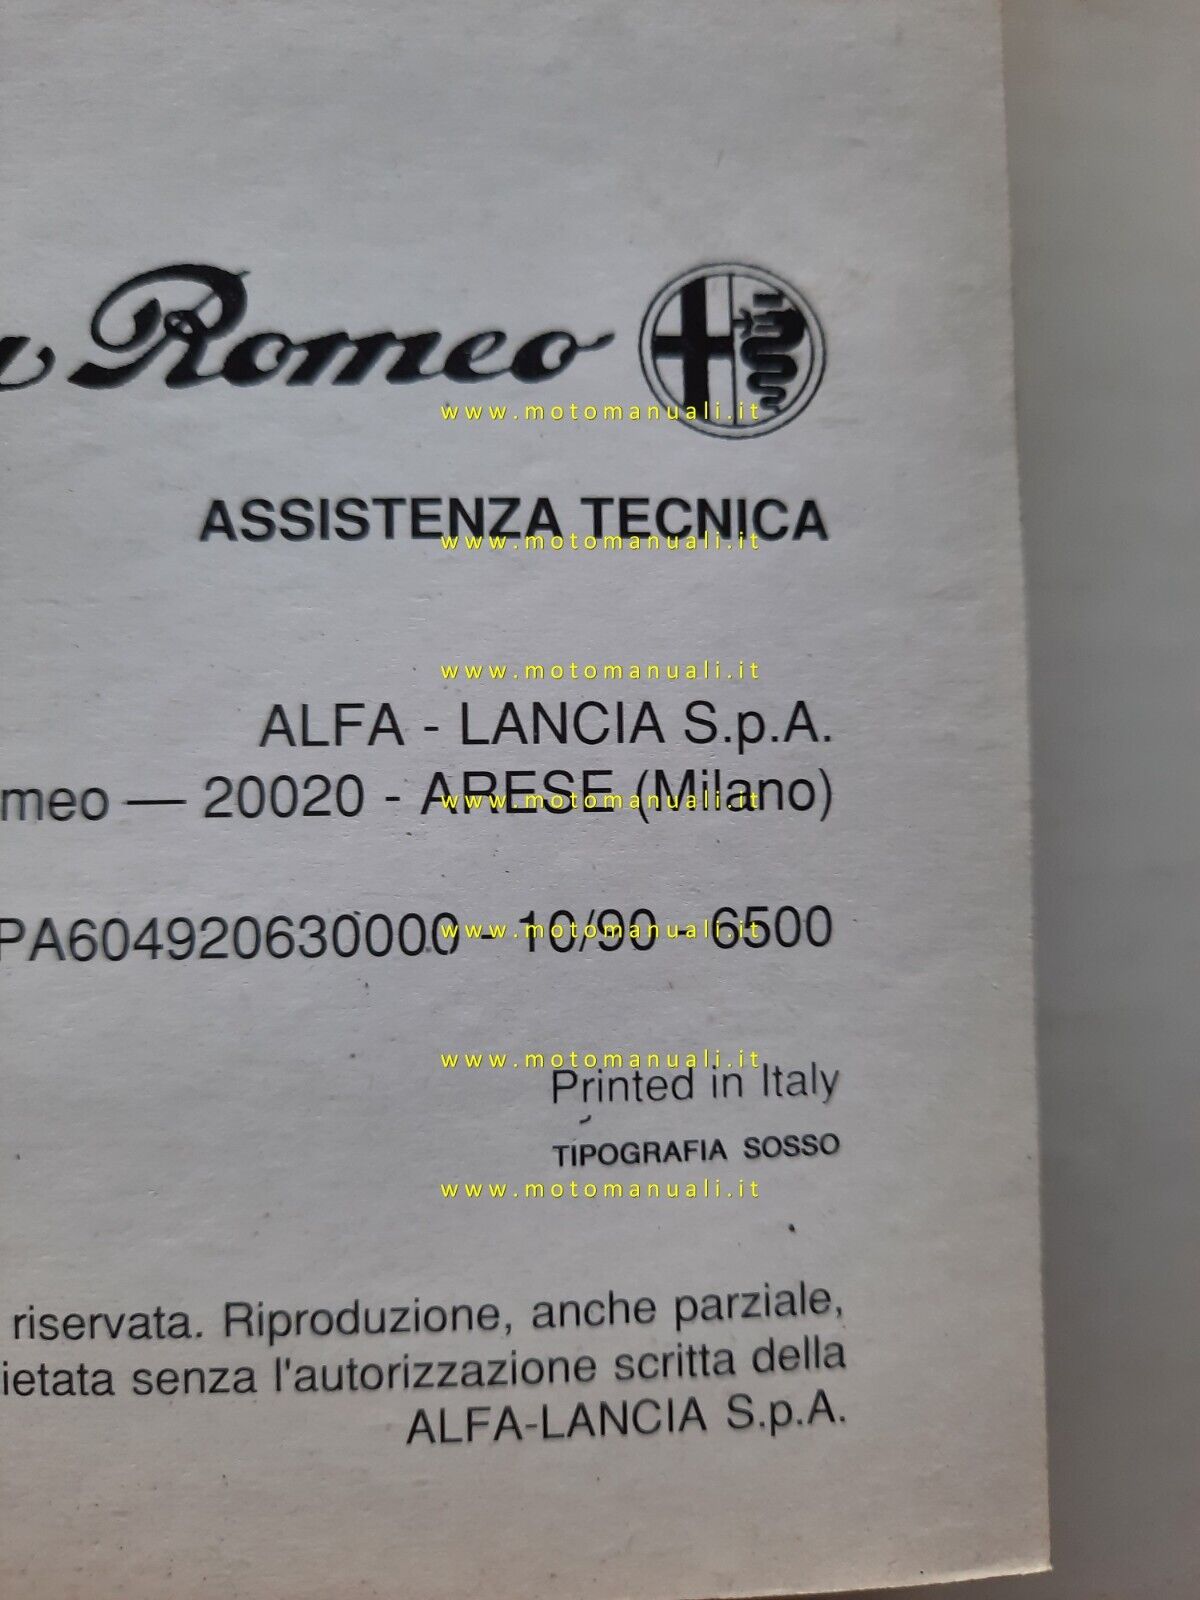 a Romeo
www.motomanuali.it
ASSISTENZA TECNICA
www.motomanuali.it
www.motomanuali.it
ALFA - LANCIA S.p.A.
meo — 20020 - ARESE (Milano)
www.motomanuali.it
PA604920630000 - 10/90 - 6500
www.motomanuali.it
www.motomanuali.it
Printed in Italy
TIPOGRAFIA SOSSO
www.motomanuali.it
riservata. Riproduzione, anche parziale,
ietata senza l'autorizzazione scritta della
ALFA-LANCIA S.p.A.